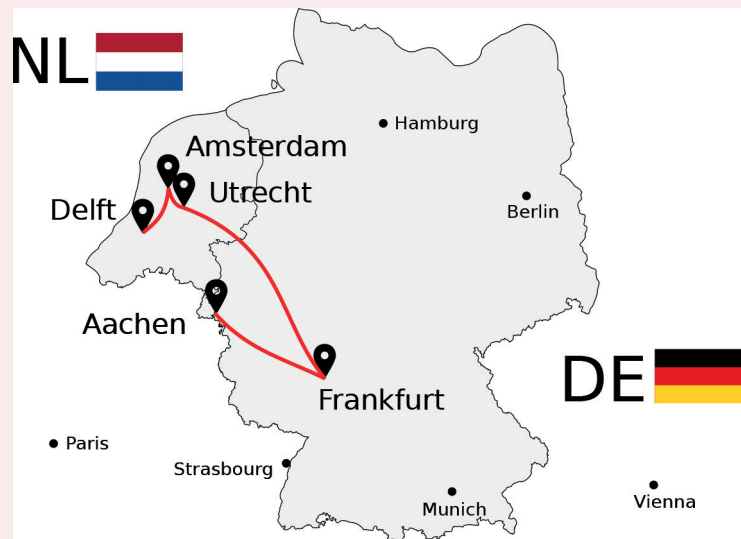 NL
Hamburg
Amsterdam
Utrecht
Berlin
Delft
Aachen
DE
Frankfurt
Paris
Strasbourg
Munich
Vienna